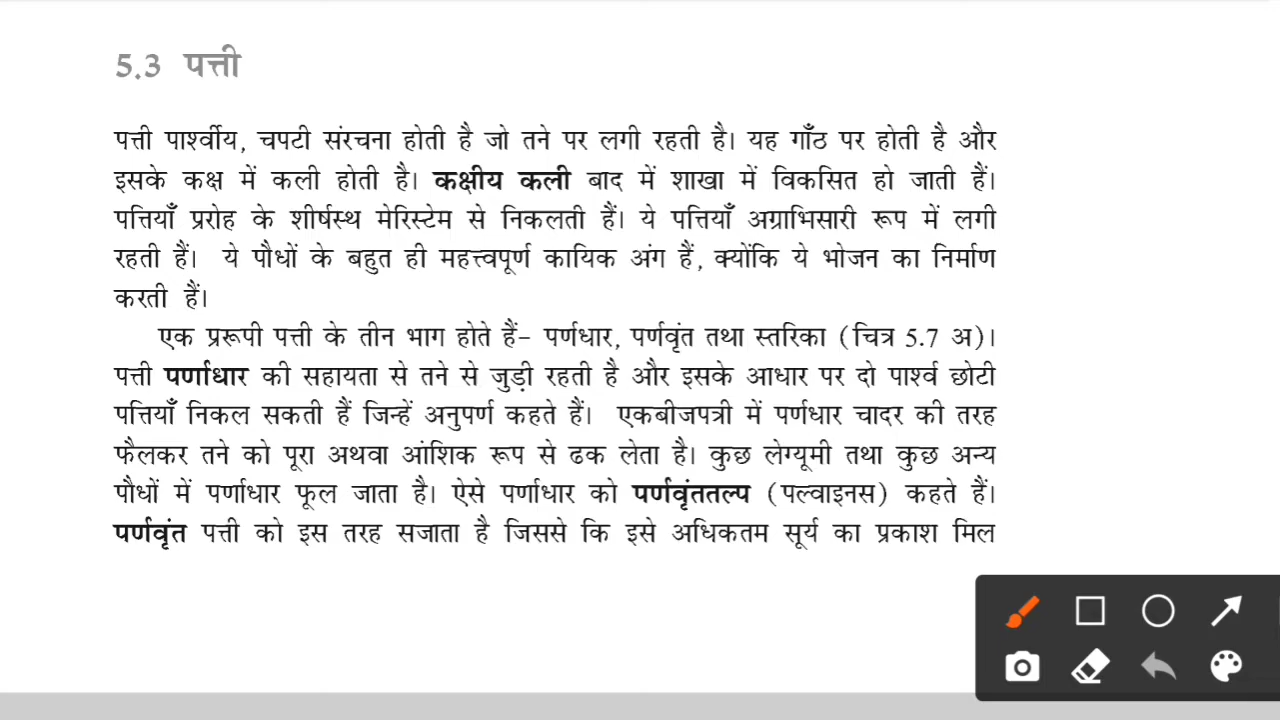 5.3 पत्ती
पत्ती पार्श्वीय, चपटी संरचना होती है जो तने पर लगी रहती है। यह गाँठ पर होती है और
इसके कक्ष में कली होती है। कक्षीय कली बाद में शाखा में विकसित हो जाती हैं।
पत्तियाँ प्ररोह के शीर्षस्थ मेरिस्टेम से निकलती हैं। ये पत्तियाँ अग्राभिसारी रूप में लगी
रहती हैं। ये पौधों के बहुत ही महत्त्वपूर्ण कायिक अंग हैं, क्योंकि ये भोजन का निर्माण
करती हैं।
एक प्ररूपी पत्ती के तीन भाग होते हैं- पर्णधार, पर्णवृंत तथा स्तरिका (चित्र 5.7 अ)।
पत्ती पर्णाधार की सहायता से तने से जुड़ी रहती है और इसके आधार पर दो पार्श्व छोटी
पत्तियाँ निकल सकती हैं जिन्हें अनुपर्ण कहते हैं। एकबीजपत्री में पर्णधार चादर की तरह
फैलकर तने को पूरा अथवा आंशिक रूप से ढक लेता है। कुछ लेग्यूमी तथा कुछ अन्य
पौधों में पर्णाधार फूल जाता है। ऐसे पर्णाधार को पर्णवृंततल्प (पल्वाइनस) कहते हैं।
पर्णवृंत पत्ती को इस तरह सजाता है जिससे कि इसे अधिकतम सूर्य का प्रकाश मिल